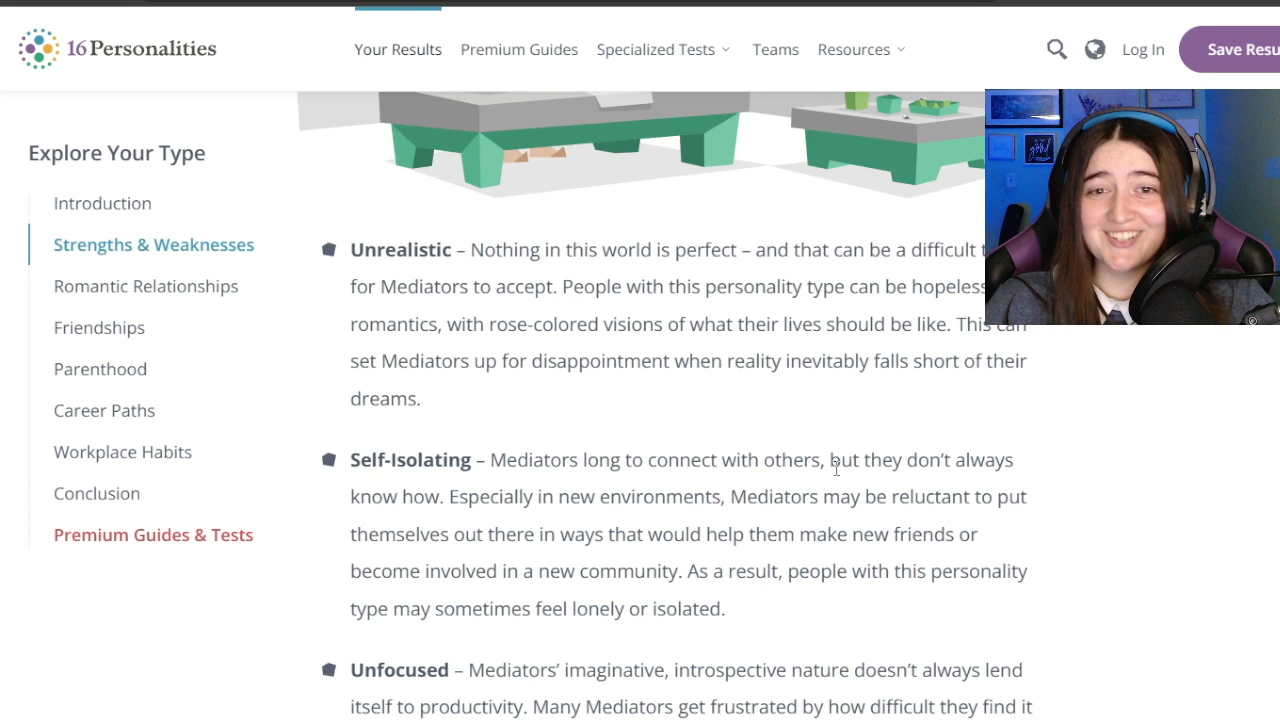 16Personalities
Your Results
Premium Guides
Specialized Tests
Teams
Resources
Log In
Save
Explore Your Type
Introduction
Strengths & Weaknesses
Romantic Relationships
Friendships
Parenthood
Career Paths
Workplace Habits
Conclusion
Premium Guides & Tests
Unrealistic – Nothing in this world is perfect – and that can be a difficult
for Mediators to accept. People with this personality type can be hopeless
romantics, with rose-colored visions of what their lives should be like. This can
set Mediators up for disappointment when reality inevitably falls short of their
dreams.
Self-Isolating – Mediators long to connect with others, but they don’t always
know how. Especially in new environments, Mediators may be reluctant to put
themselves out there in ways that would help them make new friends or
become involved in a new community. As a result, people with this personality
type may sometimes feel lonely or isolated.
Unfocused – Mediators’ imaginative, introspective nature doesn’t always lend
itself to productivity. Many Mediators get frustrated by how difficult they find it